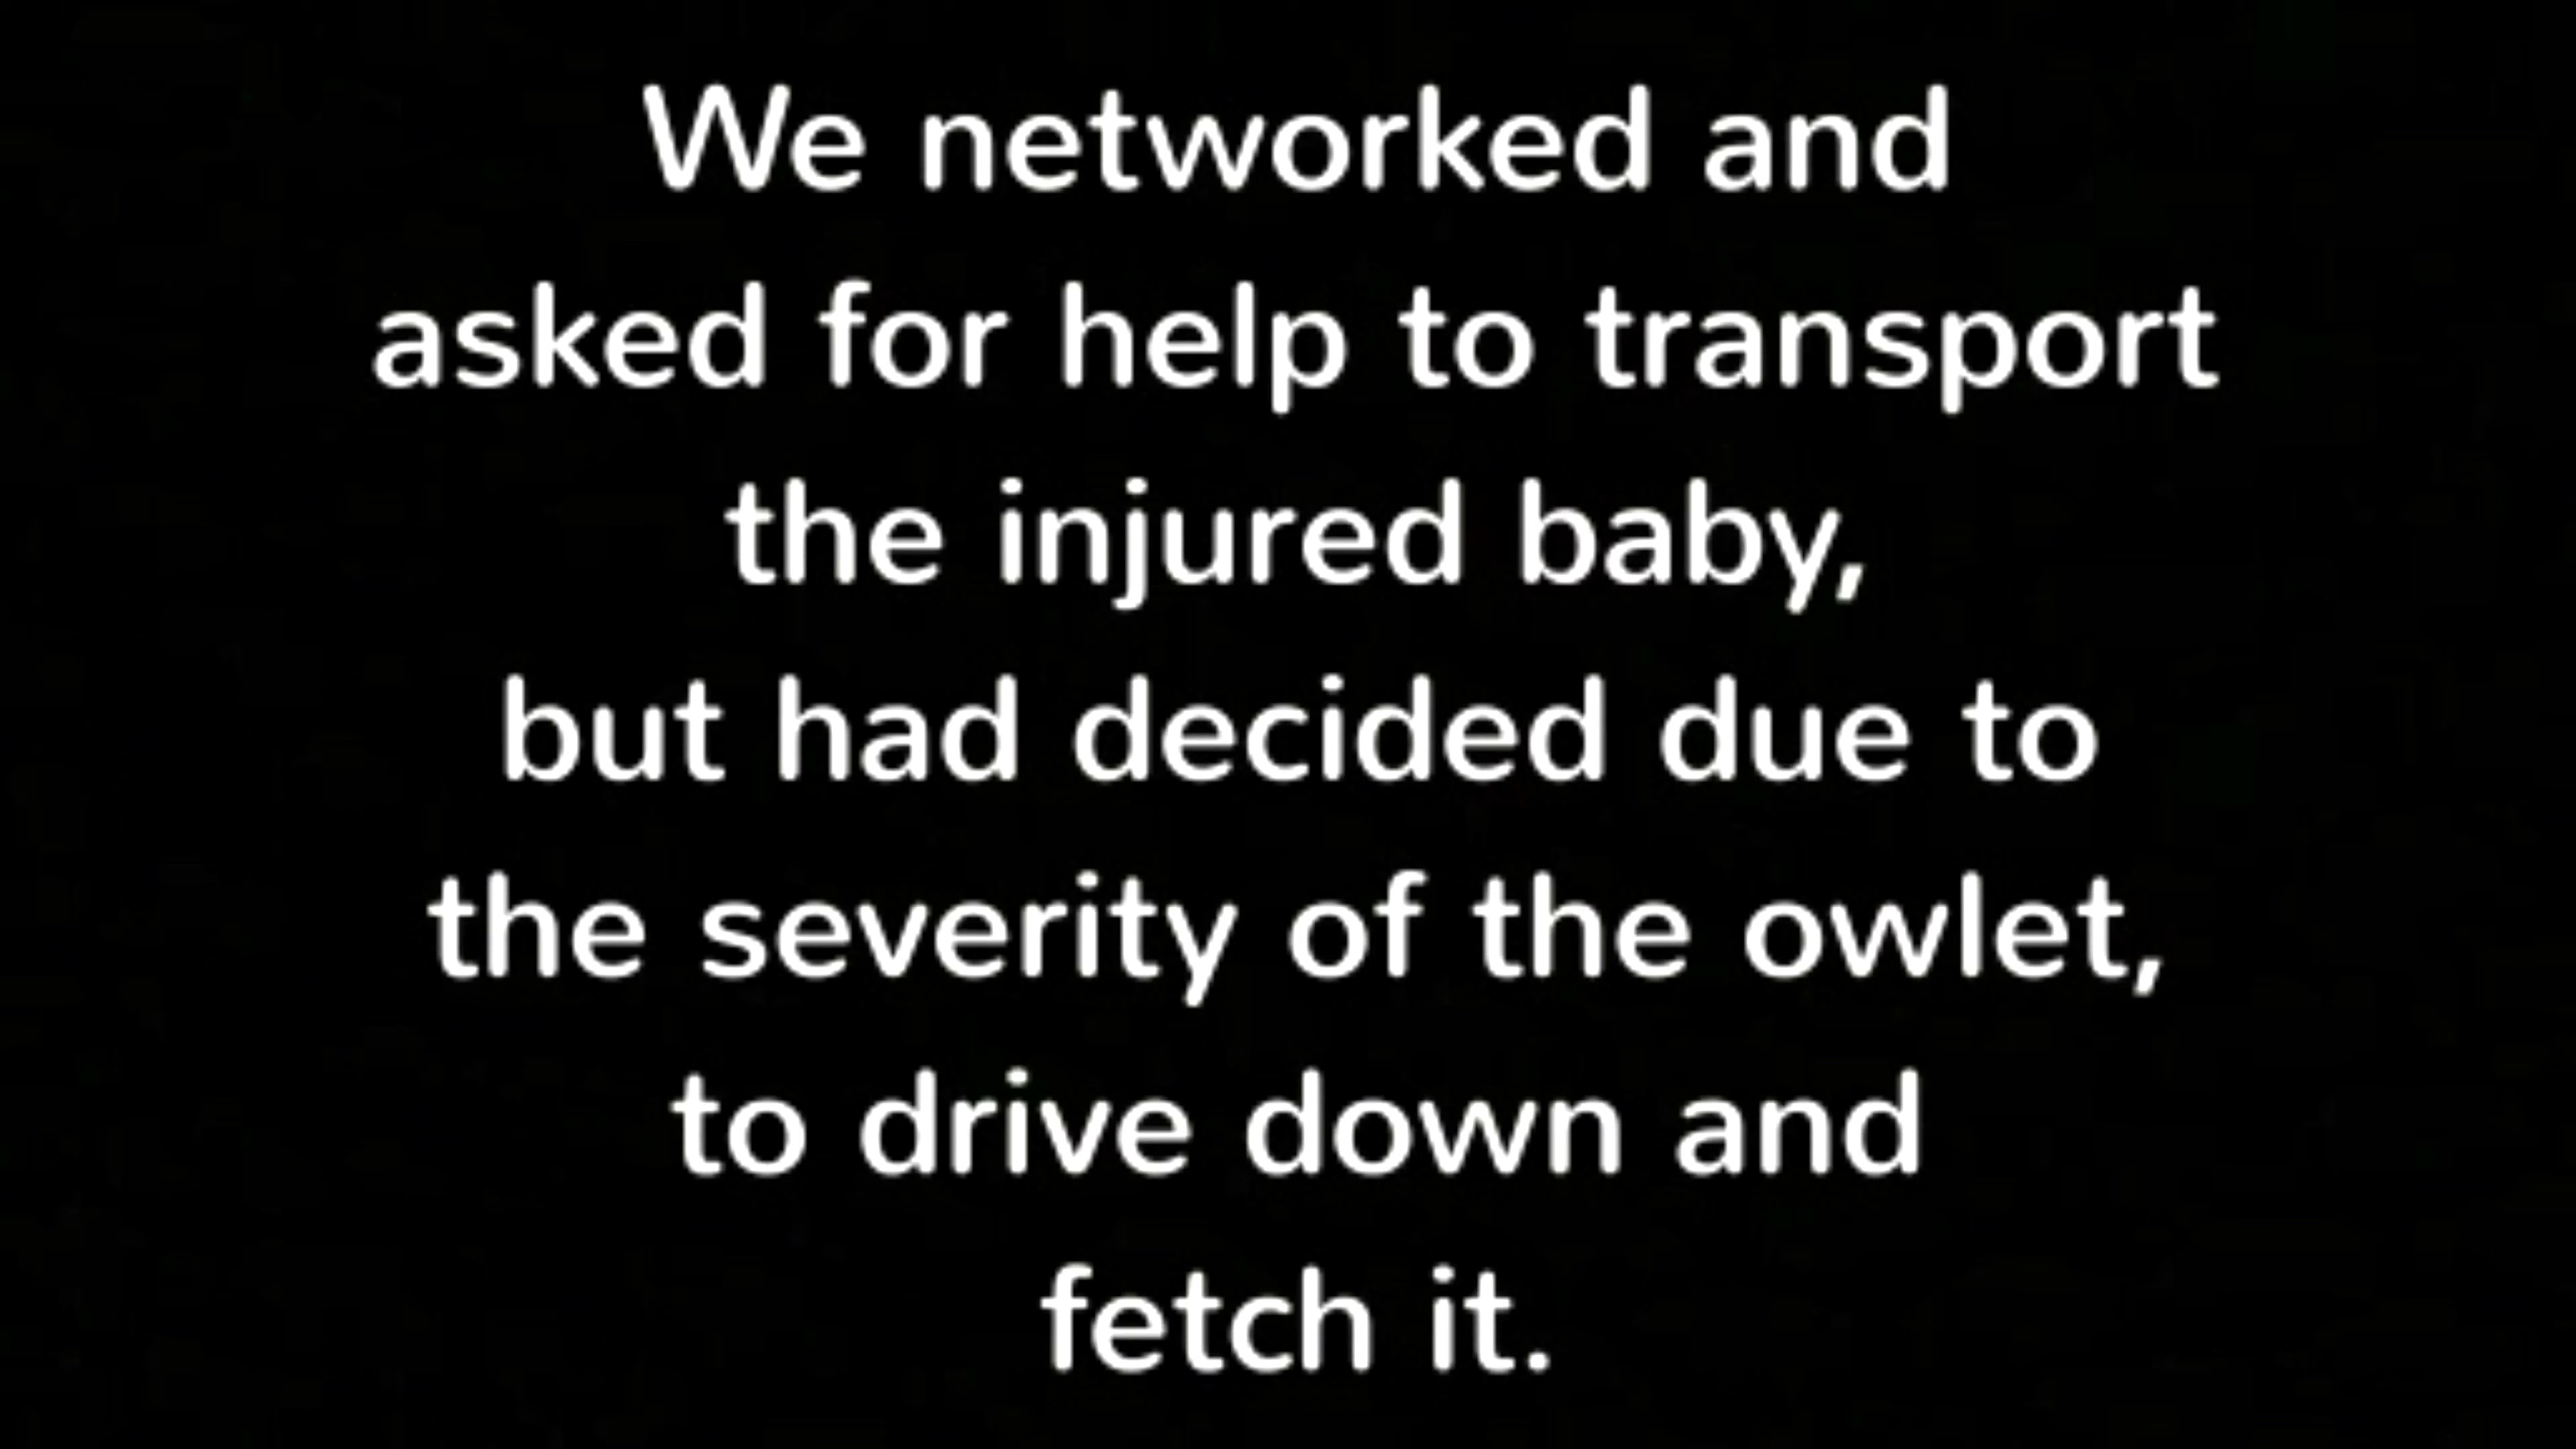 We networked and
asked for help to transport
the injured baby,
but had decided due to
the severity of the owlet,
to drive down and
fetch it.